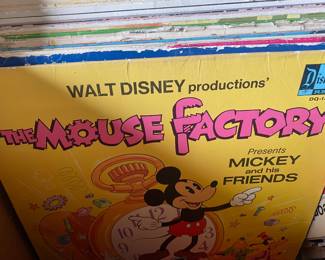 WALT DISNEY productions'
THE MOUSE FACTORY
Presents
MICKEY
and his
FRIENDS